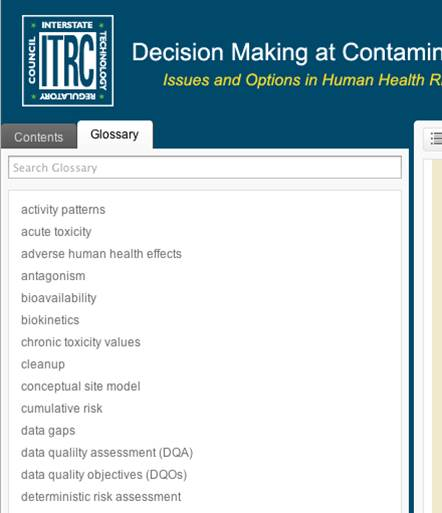 INTERSTATE
COUNCIL
ITRC
TECHNOLOGY
REGULATORY
Decision Making at Contamin
Issues and Options in Human Health R
Contents
Glossary
Search Glossary
activity patterns
acute toxicity
adverse human health effects
antagonism
bioavailability
biokinetics
chronic toxicity values
cleanup
conceptual site model
cumulative risk
data gaps
data qualilty assessment (DQA)
data quality objectives (DQOs)
deterministic risk assessment